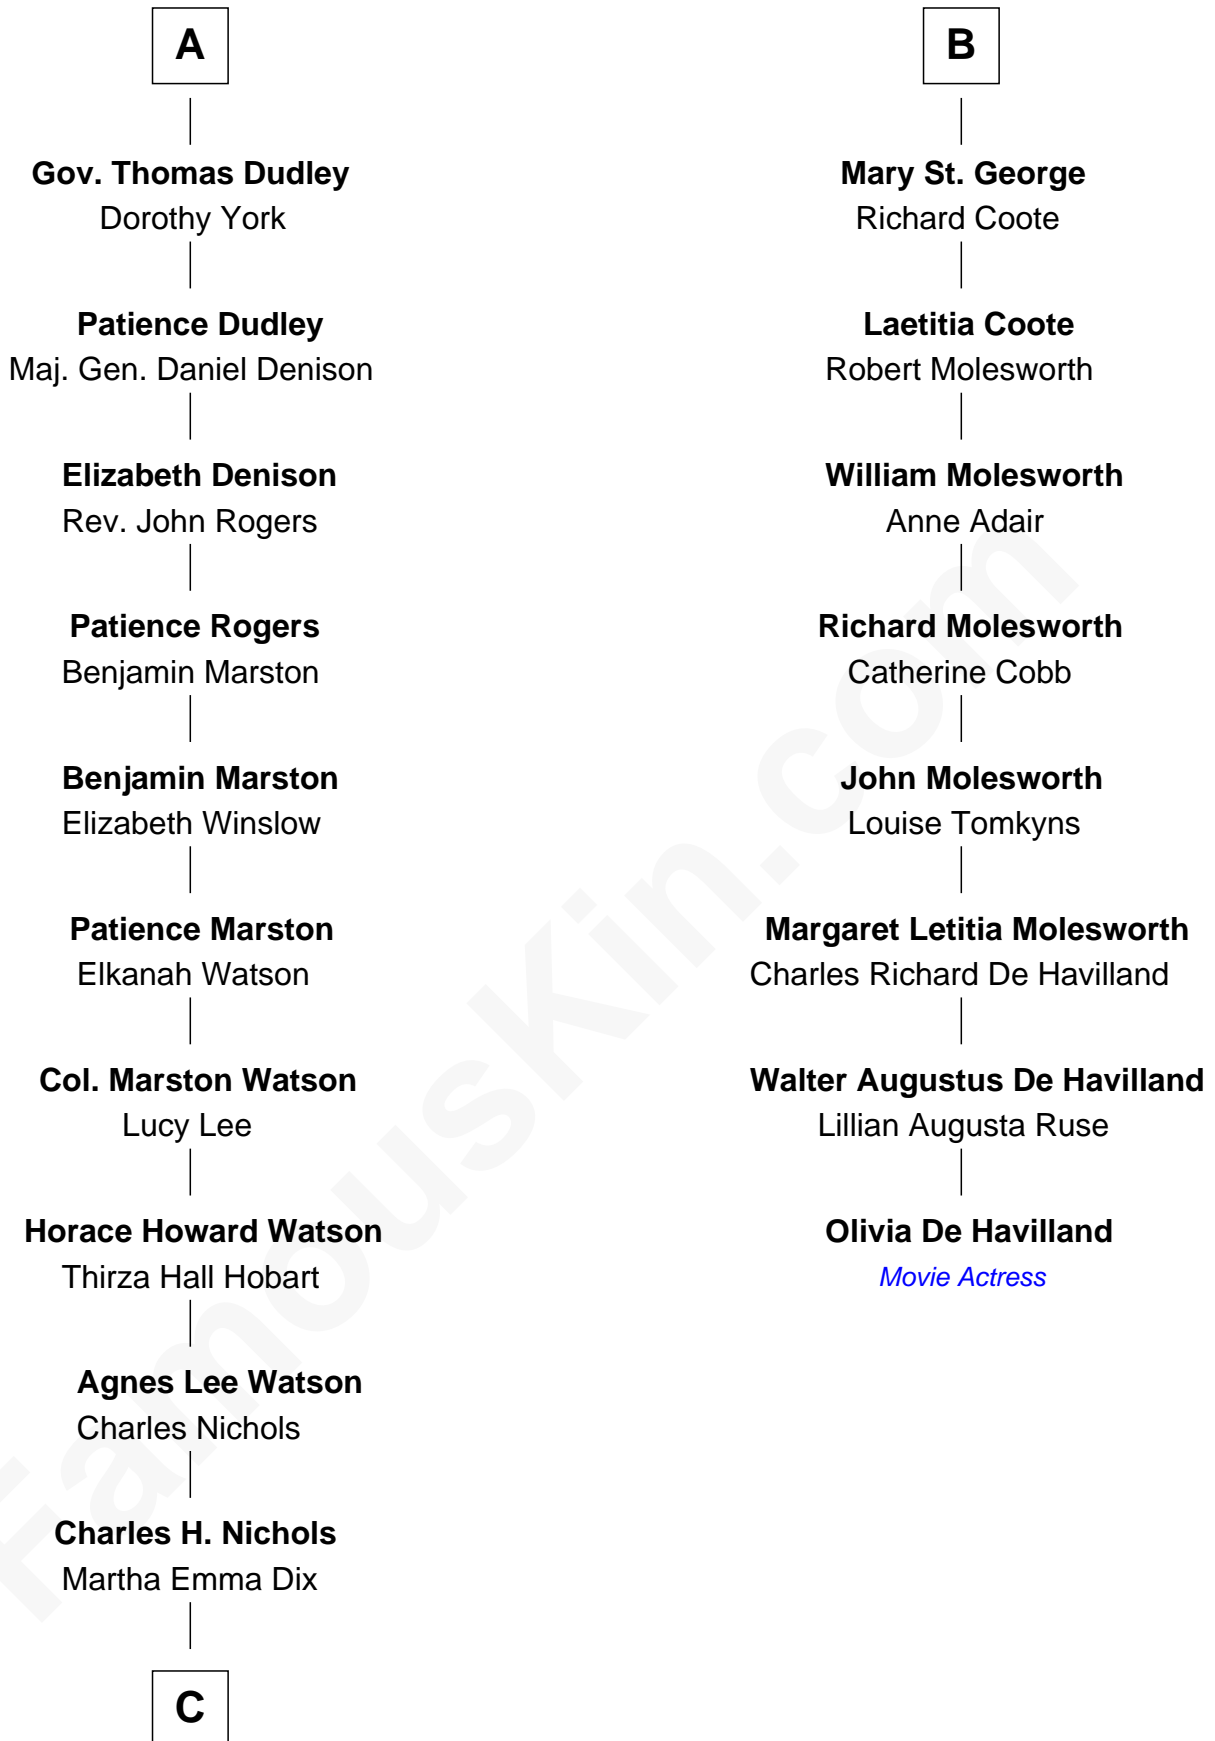 A
Gov. Thomas Dudley
Dorothy York
Patience Dudley
Maj. Gen. Daniel Denison
Elizabeth Denison
Rev. John Rogers
Patience Rogers
Benjamin Marston
Benjamin Marston
Elizabeth Winslow
Patience Marston
Elkanah Watson
Col. Marston Watson
Lucy Lee
Horace Howard Watson
Thirza Hall Hobart
Agnes Lee Watson
Charles Nichols
Charles H. Nichols
Martha Emma Dix
C
B
Mary St. George
Richard Coote
Laetitia Coote
Robert Molesworth
William Molesworth
Anne Adair
Richard Molesworth
Catherine Cobb
John Molesworth
Louise Tomkyns
Margaret Letitia Molesworth
Charles Richard De Havilland
Walter Augustus De Havilland
Lillian Augusta Ruse
Olivia De Havilland
Movie Actress
FamousKin.com